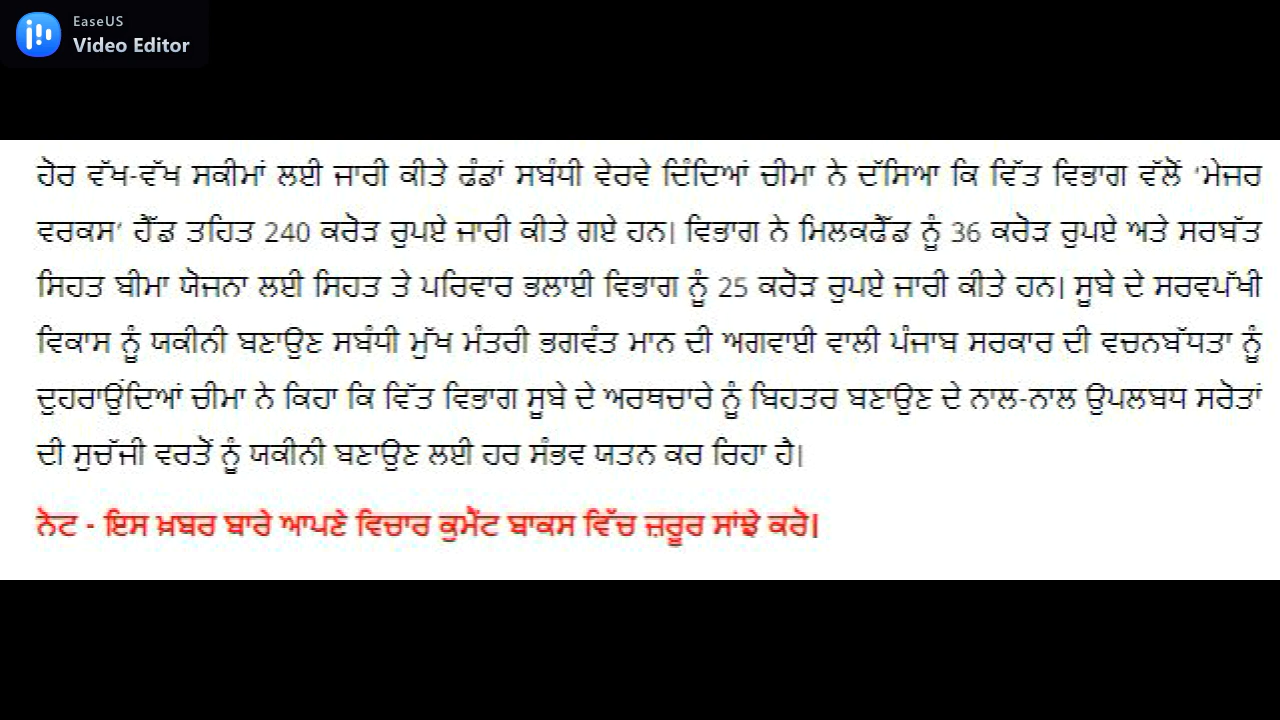 EaseUS
Video Editor
ਹੋਰ ਵੱਖ-ਵੱਖ ਸਕੀਮਾਂ ਲਈ ਜਾਰੀ ਕੀਤੇ ਫੰਡਾਂ ਸਬੰਧੀ ਵੇਰਵੇ ਦਿੰਦਿਆਂ ਚੀਮਾ ਨੇ ਦੱਸਿਆ ਕਿ ਵਿੱਤ ਵਿਭਾਗ ਵੱਲੋਂ ‘ਮੇਜਰ
ਵਰਕਸ’ ਹੈੱਡ ਤਹਿਤ 240 ਕਰੋੜ ਰੁਪਏ ਜਾਰੀ ਕੀਤੇ ਗਏ ਹਨ। ਵਿਭਾਗ ਨੇ ਮਿਲਕਫੈੱਡ ਨੂੰ 36 ਕਰੋੜ ਰੁਪਏ ਅਤੇ ਸਰਬੱਤ
ਸਿਹਤ ਬੀਮਾ ਯੋਜਨਾ ਲਈ ਸਿਹਤ ਤੇ ਪਰਿਵਾਰ ਭਲਾਈ ਵਿਭਾਗ ਨੂੰ 25 ਕਰੋੜ ਰੁਪਏ ਜਾਰੀ ਕੀਤੇ ਹਨ। ਸੂਬੇ ਦੇ ਸਰਵਪੱਖੀ
ਵਿਕਾਸ ਨੂੰ ਯਕੀਨੀ ਬਣਾਉਣ ਸਬੰਧੀ ਮੁੱਖ ਮੰਤਰੀ ਭਗਵੰਤ ਮਾਨ ਦੀ ਅਗਵਾਈ ਵਾਲੀ ਪੰਜਾਬ ਸਰਕਾਰ ਦੀ ਵਚਨਬੱਧਤਾ ਨੂੰ
ਦੁਹਰਾਉਂਦਿਆਂ ਚੀਮਾ ਨੇ ਕਿਹਾ ਕਿ ਵਿੱਤ ਵਿਭਾਗ ਸੂਬੇ ਦੇ ਅਰਥਚਾਰੇ ਨੂੰ ਬਿਹਤਰ ਬਣਾਉਣ ਦੇ ਨਾਲ-ਨਾਲ ਉਪਲਬਧ ਸਰੋਤਾਂ
ਦੀ ਸੁਚੱਜੀ ਵਰਤੋਂ ਨੂੰ ਯਕੀਨੀ ਬਣਾਉਣ ਲਈ ਹਰ ਸੰਭਵ ਯਤਨ ਕਰ ਰਿਹਾ ਹੈ।
ਨੋਟ - ਇਸ ਖ਼ਬਰ ਬਾਰੇ ਆਪਣੇ ਵਿਚਾਰ ਕੁਮੈਂਟ ਬਾਕਸ ਵਿੱਚ ਜ਼ਰੂਰ ਸਾਂਝੇ ਕਰੋ।